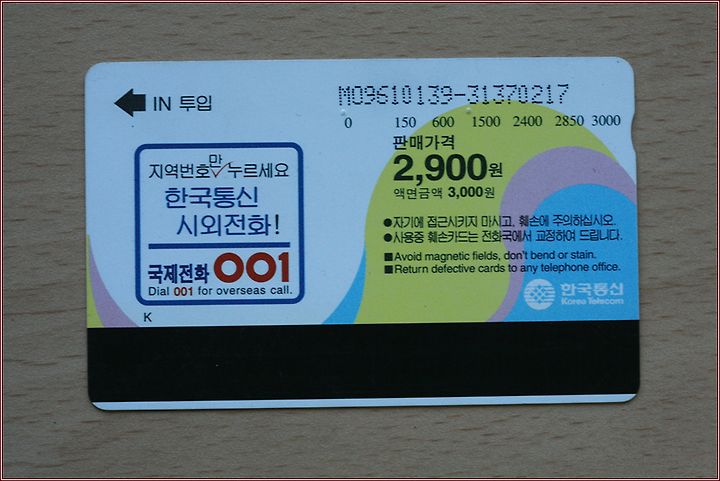 IN 투입
M09610139-31370217
0 150 600 1500 2400 2850 3000
판매가격
2,900원
액면금액 3,000원
만
지역번호 누르세요
한국통신
시외전화!
국제전화 001
Dial 001 for overseas call.
K
●자기에 접근시키지 마시고, 훼손에 주의하십시오.
●사용중 훼손카드는 전화국에서 교정하여 드립니다.
■Avoid magnetic fields, don't bend or stain.
■Return defective cards to any telephone office.
한국통신
Korea Telecom